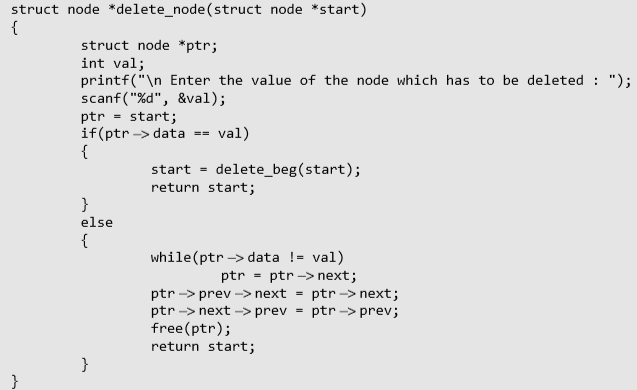 struct node *delete_node(struct node *start)
{
struct node *ptr;
int val;
printf("\n Enter the value of the node which has to be deleted : ");
scanf("%d", &val);
ptr = start;
if(ptr -> data == val)
{
start = delete_beg(start);
return start;
}
else
{
while(ptr -> data != val)
ptr = ptr -> next;
ptr -> prev -> next = ptr -> next;
ptr -> next -> prev = ptr -> prev;
free(ptr);
return start;
}
}